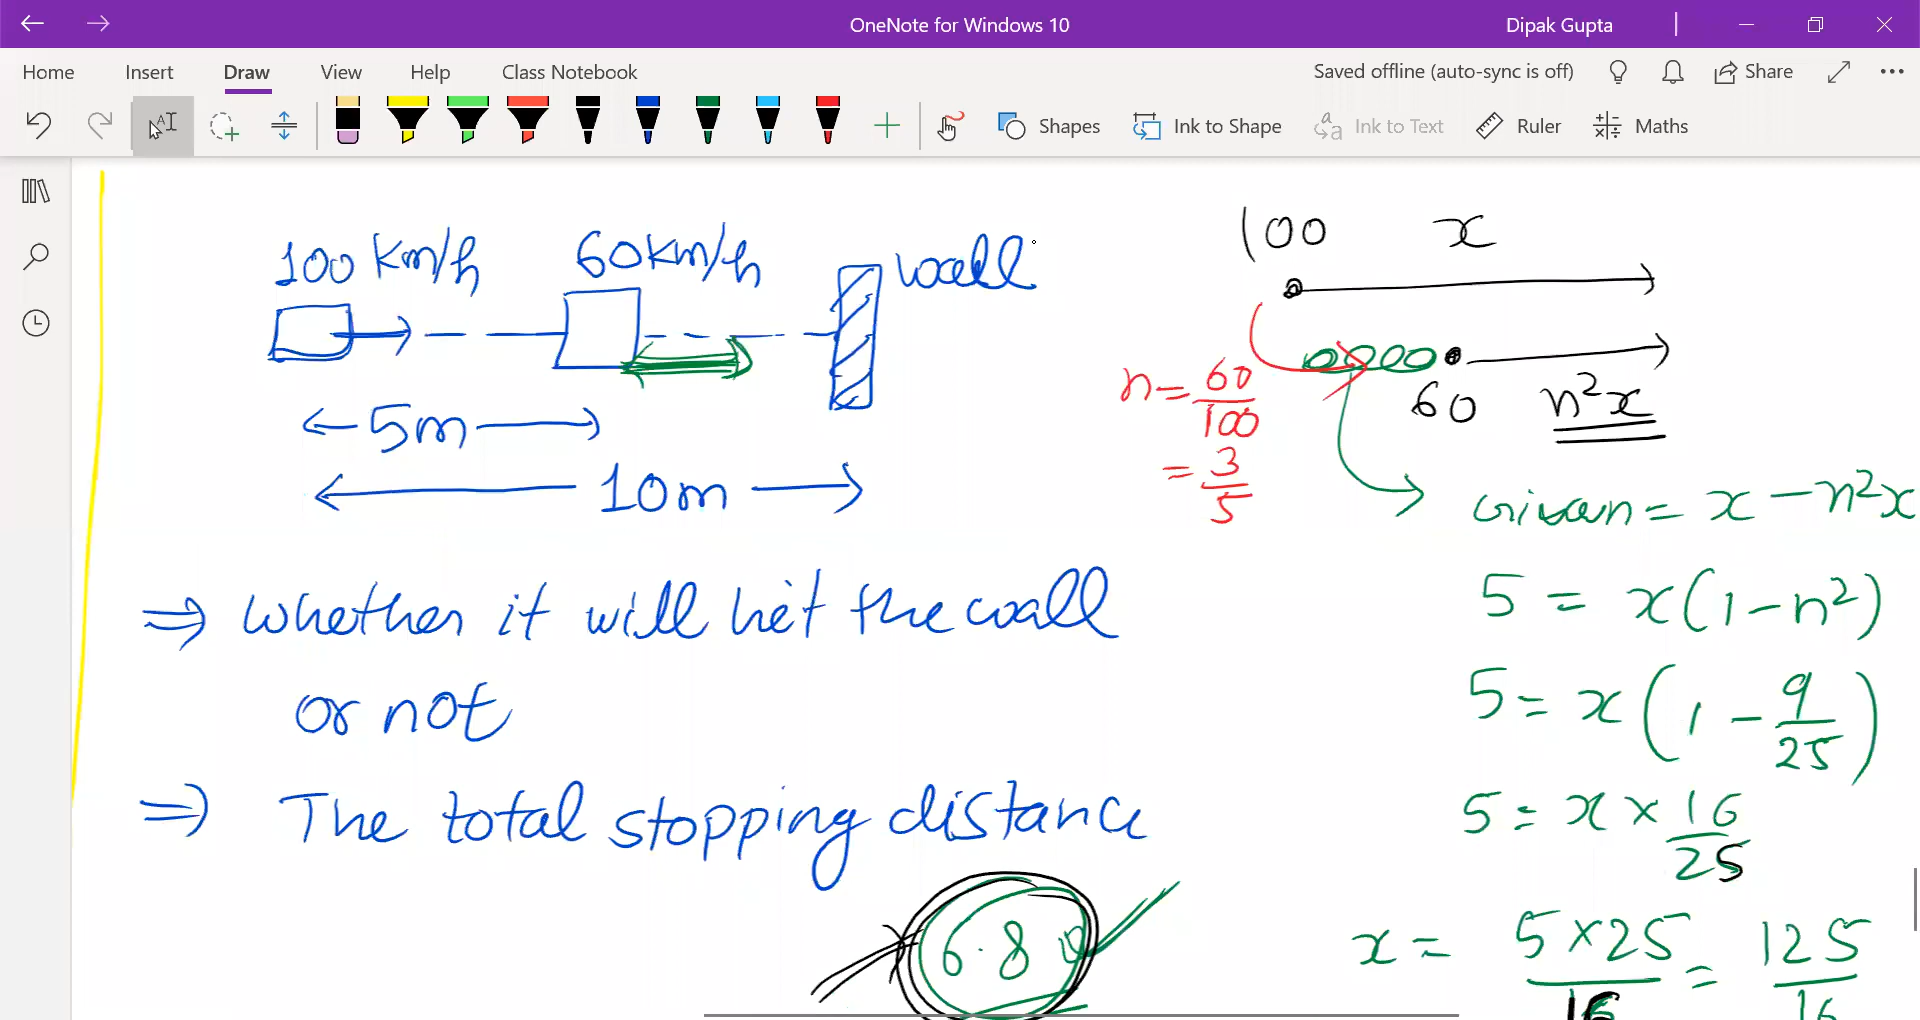 OneNote for Windows 10
Dipak Gupta
Home Insert Draw View Help Class Notebook
Saved offline (auto-sync is off) Share
Shapes Ink to Shape Ink to Text Ruler Maths
100 km/h 60km/h wall
5m
10m
⇒ whether it will hit the wall
or not
⇒ The total stopping distance
6.8
100 x
60 n²x
n = 60/100
= 3/5
= x - n²x
5 = x(1-n²)
5 = x(1 - 9/25)
5 = x × 16/25
x = 5×25/16 = 125/16